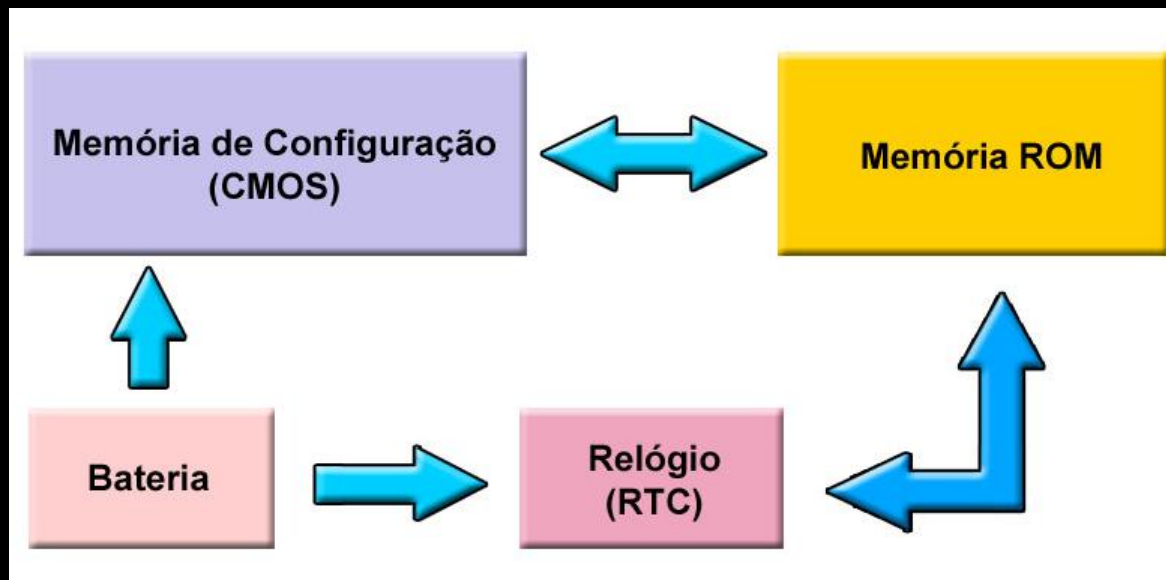 Memória de Configuração
(CMOS)
Memória ROM
Bateria
Relógio
(RTC)